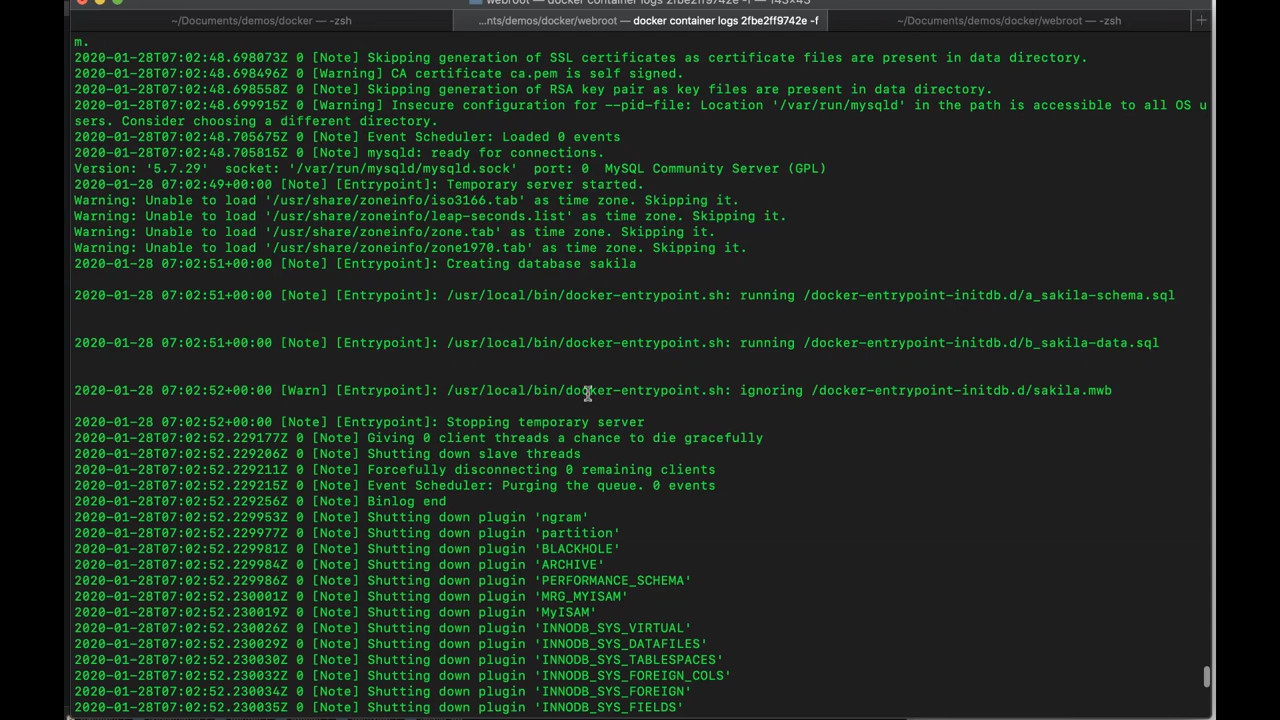 webroot — docker container logs 2fbe2ff9742e -f — 143×43
~/Documents/demos/docker — -zsh
...nts/demos/docker/webroot — docker container logs 2fbe2ff9742e -f
~/Documents/demos/docker/webroot — -zsh
+
m.
2020-01-28T07:02:48.698073Z 0 [Note] Skipping generation of SSL certificates as certificate files are present in data directory.
2020-01-28T07:02:48.698496Z 0 [Warning] CA certificate ca.pem is self signed.
2020-01-28T07:02:48.698558Z 0 [Note] Skipping generation of RSA key pair as key files are present in data directory.
2020-01-28T07:02:48.699915Z 0 [Warning] Insecure configuration for --pid-file: Location '/var/run/mysqld' in the path is accessible to all OS u
sers. Consider choosing a different directory.
2020-01-28T07:02:48.705675Z 0 [Note] Event Scheduler: Loaded 0 events
2020-01-28T07:02:48.705815Z 0 [Note] mysqld: ready for connections.
Version: '5.7.29'  socket: '/var/run/mysqld/mysqld.sock'  port: 0  MySQL Community Server (GPL)
2020-01-28 07:02:49+00:00 [Note] [Entrypoint]: Temporary server started.
Warning: Unable to load '/usr/share/zoneinfo/iso3166.tab' as time zone. Skipping it.
Warning: Unable to load '/usr/share/zoneinfo/leap-seconds.list' as time zone. Skipping it.
Warning: Unable to load '/usr/share/zoneinfo/zone.tab' as time zone. Skipping it.
Warning: Unable to load '/usr/share/zoneinfo/zone1970.tab' as time zone. Skipping it.
2020-01-28 07:02:51+00:00 [Note] [Entrypoint]: Creating database sakila
2020-01-28 07:02:51+00:00 [Note] [Entrypoint]: /usr/local/bin/docker-entrypoint.sh: running /docker-entrypoint-initdb.d/a_sakila-schema.sql
2020-01-28 07:02:51+00:00 [Note] [Entrypoint]: /usr/local/bin/docker-entrypoint.sh: running /docker-entrypoint-initdb.d/b_sakila-data.sql
2020-01-28 07:02:52+00:00 [Warn] [Entrypoint]: /usr/local/bin/docker-entrypoint.sh: ignoring /docker-entrypoint-initdb.d/sakila.mwb
2020-01-28 07:02:52+00:00 [Note] [Entrypoint]: Stopping temporary server
2020-01-28T07:02:52.229177Z 0 [Note] Giving 0 client threads a chance to die gracefully
2020-01-28T07:02:52.229206Z 0 [Note] Shutting down slave threads
2020-01-28T07:02:52.229211Z 0 [Note] Forcefully disconnecting 0 remaining clients
2020-01-28T07:02:52.229215Z 0 [Note] Event Scheduler: Purging the queue. 0 events
2020-01-28T07:02:52.229256Z 0 [Note] Binlog end
2020-01-28T07:02:52.229953Z 0 [Note] Shutting down plugin 'ngram'
2020-01-28T07:02:52.229977Z 0 [Note] Shutting down plugin 'partition'
2020-01-28T07:02:52.229981Z 0 [Note] Shutting down plugin 'BLACKHOLE'
2020-01-28T07:02:52.229984Z 0 [Note] Shutting down plugin 'ARCHIVE'
2020-01-28T07:02:52.229986Z 0 [Note] Shutting down plugin 'PERFORMANCE_SCHEMA'
2020-01-28T07:02:52.230001Z 0 [Note] Shutting down plugin 'MRG_MYISAM'
2020-01-28T07:02:52.230019Z 0 [Note] Shutting down plugin 'MyISAM'
2020-01-28T07:02:52.230026Z 0 [Note] Shutting down plugin 'INNODB_SYS_VIRTUAL'
2020-01-28T07:02:52.230029Z 0 [Note] Shutting down plugin 'INNODB_SYS_DATAFILES'
2020-01-28T07:02:52.230030Z 0 [Note] Shutting down plugin 'INNODB_SYS_TABLESPACES'
2020-01-28T07:02:52.230032Z 0 [Note] Shutting down plugin 'INNODB_SYS_FOREIGN_COLS'
2020-01-28T07:02:52.230034Z 0 [Note] Shutting down plugin 'INNODB_SYS_FOREIGN'
2020-01-28T07:02:52.230035Z 0 [Note] Shutting down plugin 'INNODB_SYS_FIELDS'